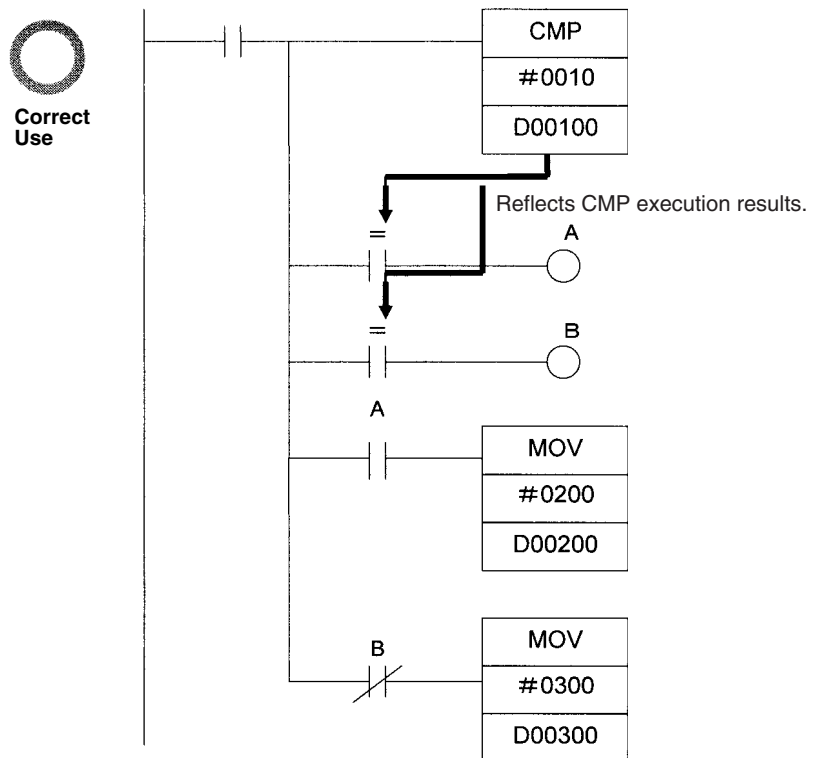 CMP
#0010
Correct
Use
D00100
Reflects CMP execution results.
=
A
=
B
A
MOV
#0200
D00200
B
MOV
#0300
D00300